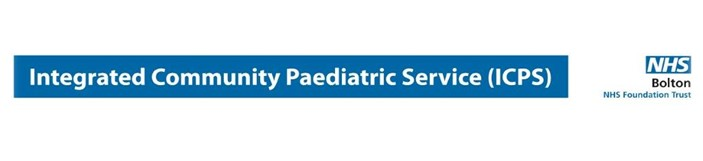 Integrated Community Paediatric Service (ICPS)
NHS
Bolton
NHS Foundation Trust